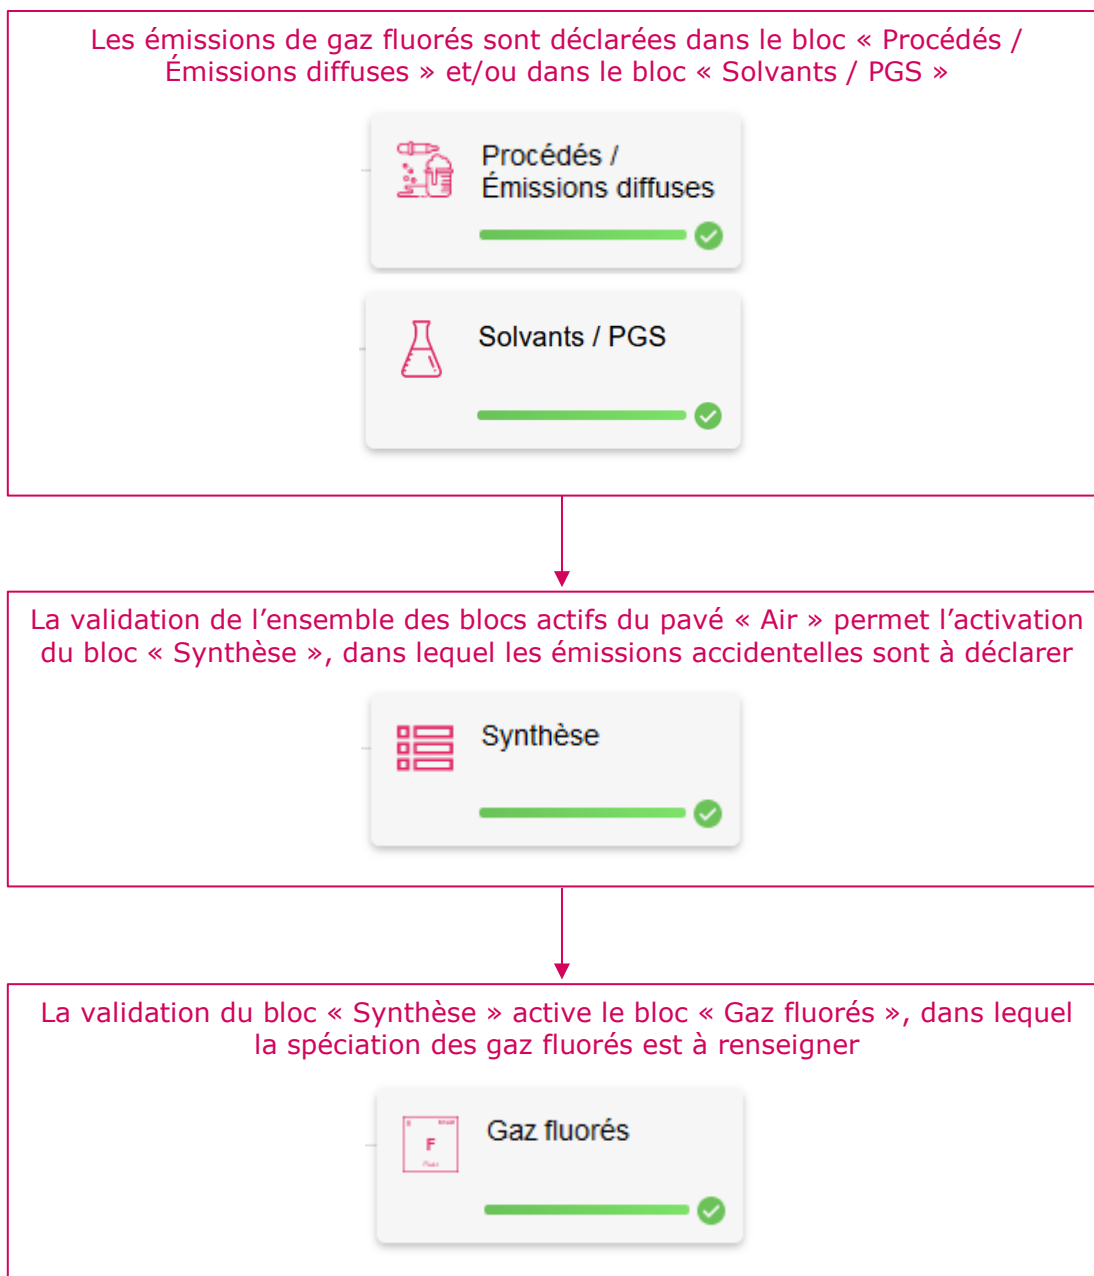 Les émissions de gaz fluorés sont déclarées dans le bloc « Procédés /
Émissions diffuses » et/ou dans le bloc « Solvants / PGS »
Procédés /
Émissions diffuses
Solvants / PGS
La validation de l’ensemble des blocs actifs du pavé « Air » permet l’activation
du bloc « Synthèse », dans lequel les émissions accidentelles sont à déclarer
Synthèse
La validation du bloc « Synthèse » active le bloc « Gaz fluorés », dans lequel
la spéciation des gaz fluorés est à renseigner
F
Gaz fluorés